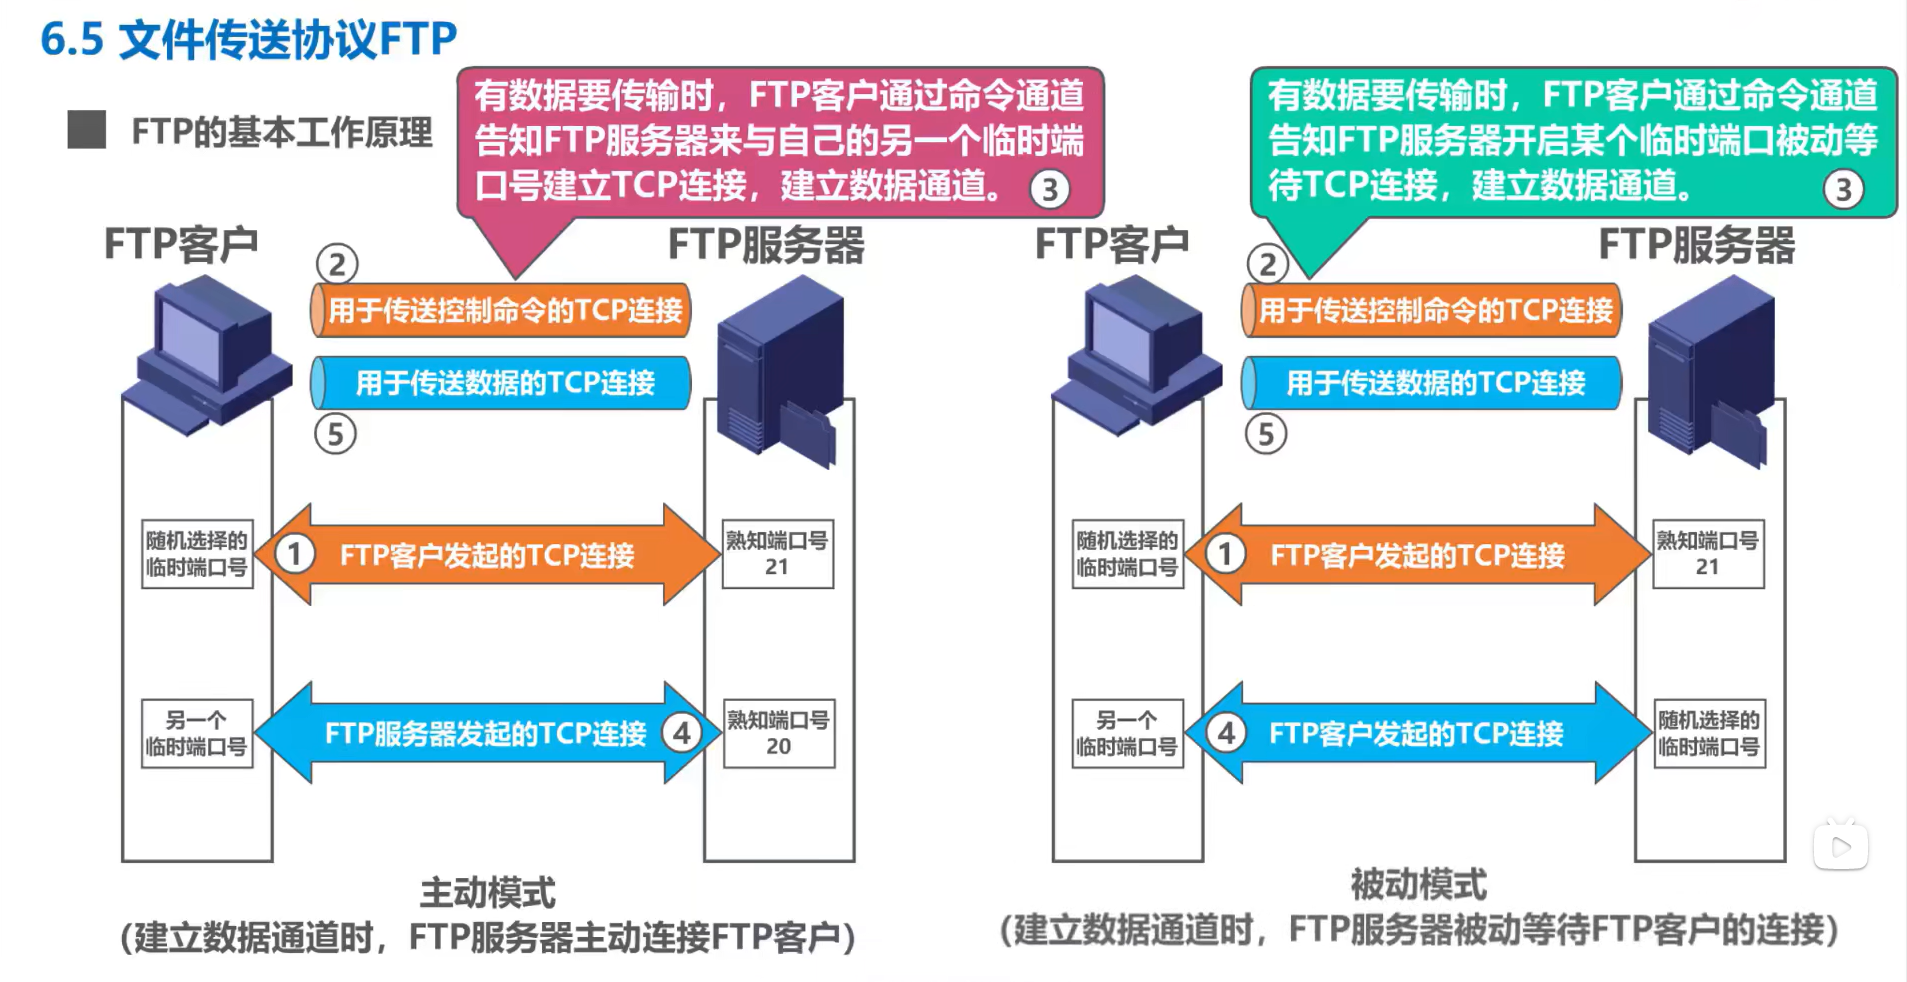 6.5 文件传送协议FTP
FTP的基本工作原理
有数据要传输时，FTP客户通过命令通道
告知FTP服务器来与自己的另一个临时端
口号建立TCP连接，建立数据通道。 ③
FTP客户
FTP服务器
②
用于传送控制命令的TCP连接
用于传送数据的TCP连接
⑤
随机选择的
临时端口号
① FTP客户发起的TCP连接
熟知端口号
21
另一个
临时端口号
FTP服务器发起的TCP连接 ④
熟知端口号
20
主动模式
(建立数据通道时，FTP服务器主动连接FTP客户)
有数据要传输时，FTP客户通过命令通道
告知FTP服务器开启某个临时端口被动等
待TCP连接，建立数据通道。 ③
FTP客户
FTP服务器
②
用于传送控制命令的TCP连接
用于传送数据的TCP连接
⑤
随机选择的
临时端口号
① FTP客户发起的TCP连接
熟知端口号
21
另一个
临时端口号
④ FTP客户发起的TCP连接
随机选择的
临时端口号
被动模式
(建立数据通道时，FTP服务器被动等待FTP客户的连接)